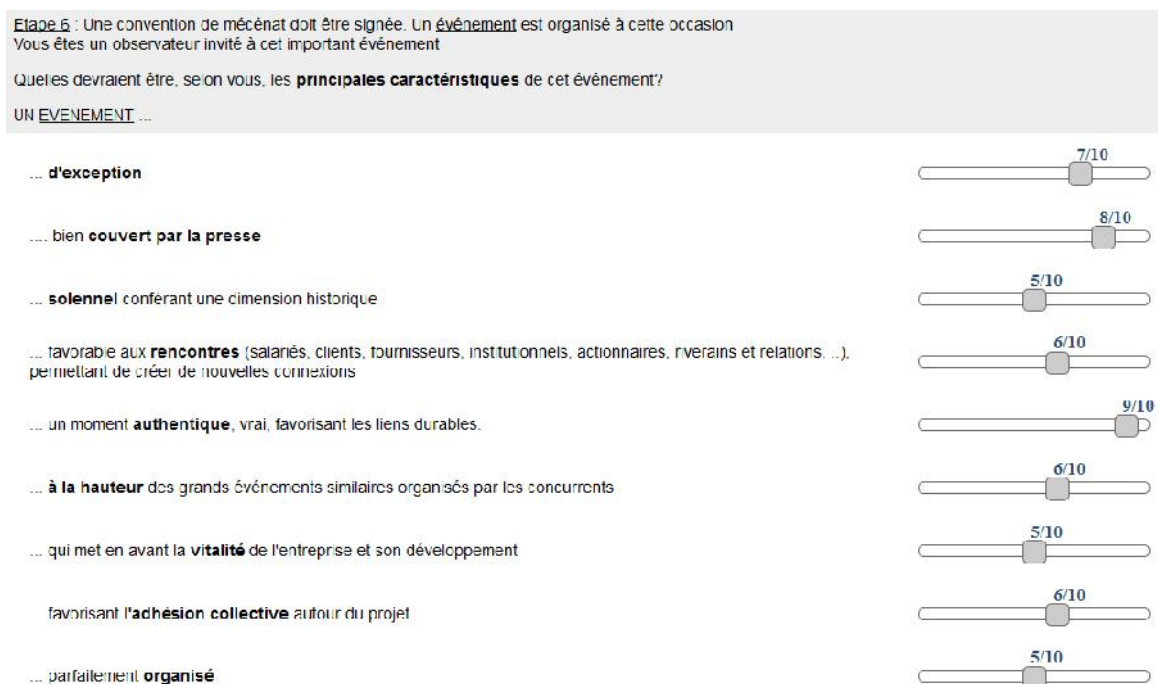 Etape 6 : Une convention de mécénat doit être signée. Un événement est organisé à cette occasion
Vous êtes un observateur invité à cet important événement
Quelles devraient être, selon vous, les principales caractéristiques de cet évènement?
UN EVENEMENT ...
... d'exception
7/10
.... bien couvert par la presse
8/10
... solennel conférant une dimension historique
5/10
... favorable aux rencontres (salariés, clients, fournisseurs, institutionnels, actionnaires, riverains et relations, ..),
permettant de créer de nouvelles connexions
6/10
... un moment authentique, vrai, favorisant les liens durables.
9/10
... à la hauteur des grands événements similaires organisés par les concurrents
6/10
... qui met en avant la vitalité de l'entreprise et son développement
5/10
favorisant l'adhésion collective autour du projet
6/10
... parfaitement organisé
5/10